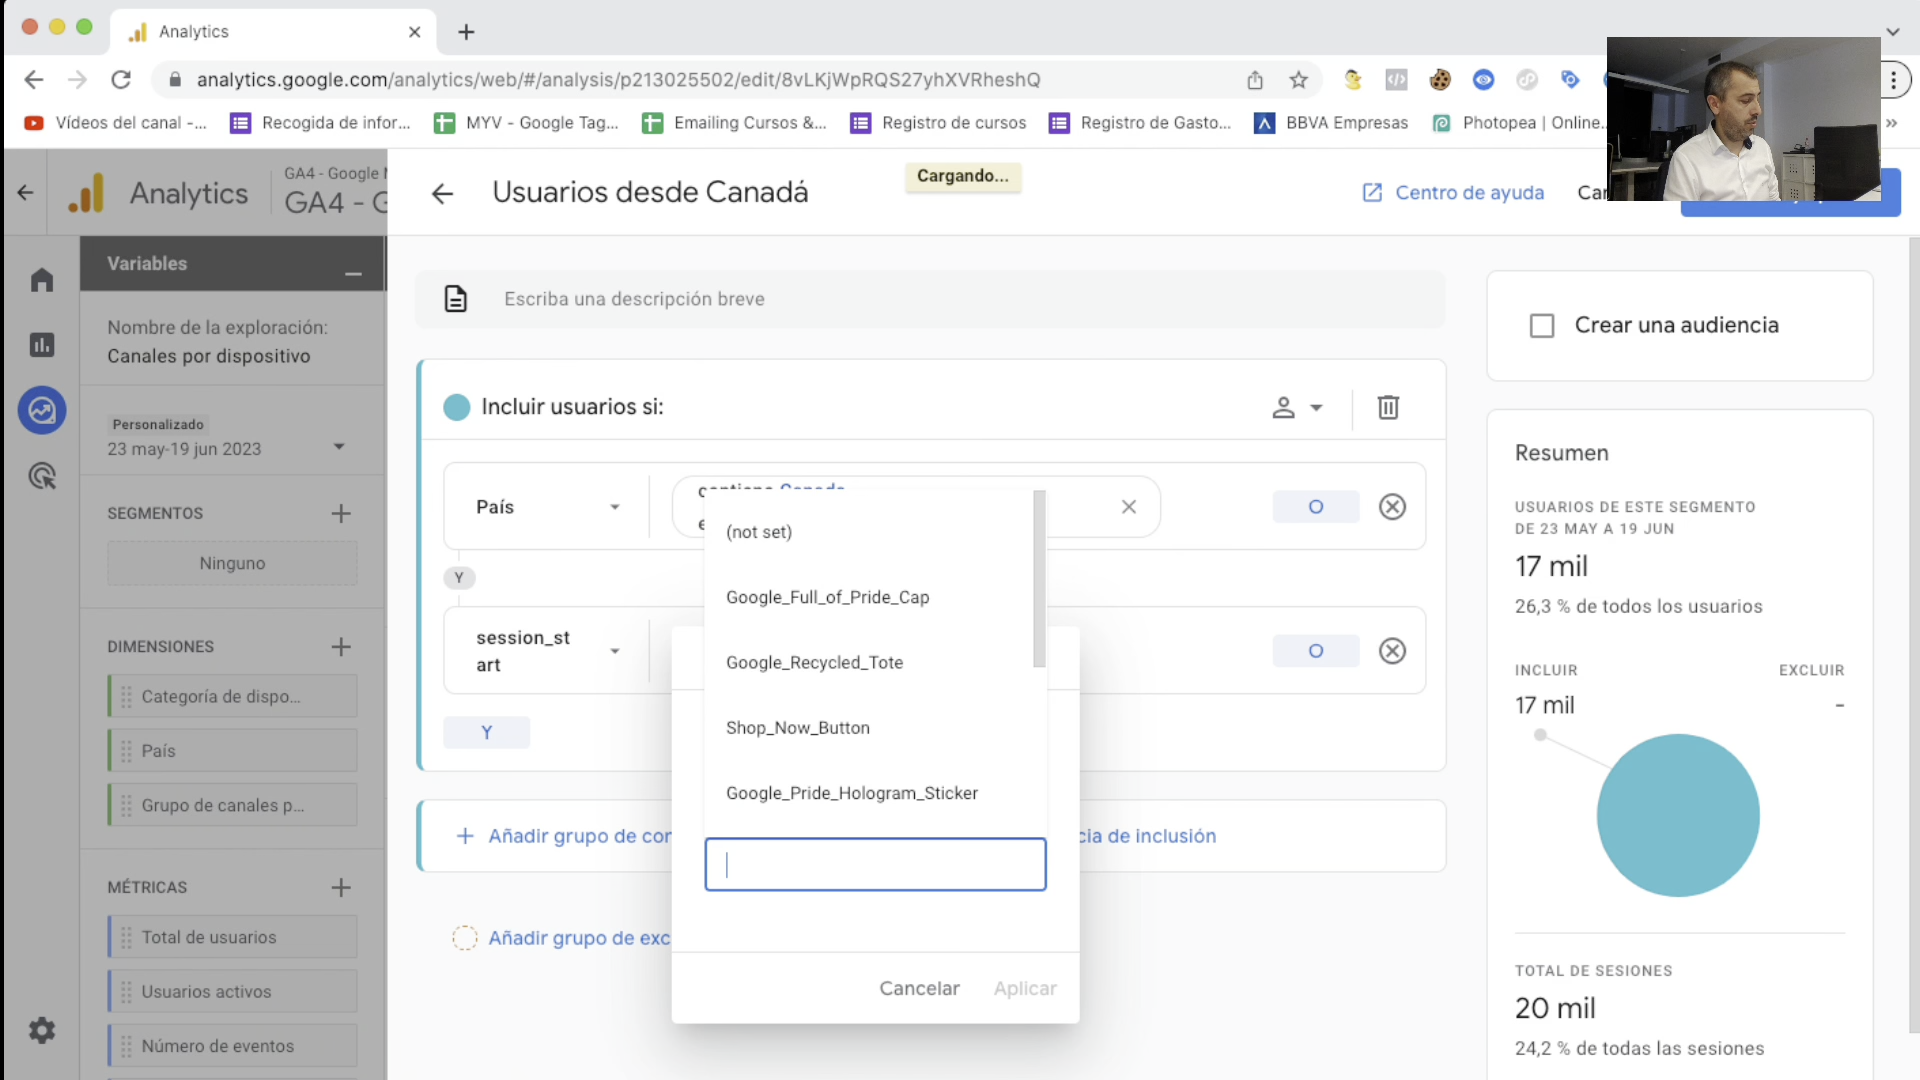 Analytics
analytics.google.com/analytics/web/#/analysis/p213025502/edit/8vLKjWpRQS27yhXVRheshQ
Vídeos del canal -...
Recogida de infor...
MYV - Google Tag...
Emailing Cursos &...
Registro de cursos
Registro de Gasto...
BBVA Empresas
Photopea | Online...
Analytics
GA4 - Google
GA4 - G
Usuarios desde Canadá
Cargando...
Centro de ayuda
Variables
Nombre de la exploración:
Canales por dispositivo
Personalizado
23 may-19 jun 2023
SEGMENTOS
Ninguno
DIMENSIONES
Categoría de dispo...
País
Grupo de canales p...
MÉTRICAS
Total de usuarios
Usuarios activos
Número de eventos
Escriba una descripción breve
Incluir usuarios si:
País
contiene Canada
O
Y
session_st
art
O
Y
(not set)
Google_Full_of_Pride_Cap
Google_Recycled_Tote
Shop_Now_Button
Google_Pride_Hologram_Sticker
Cancelar
Aplicar
Añadir grupo de con
cia de inclusión
Añadir grupo de exc
Crear una audiencia
Resumen
USUARIOS DE ESTE SEGMENTO
DE 23 MAY A 19 JUN
17 mil
26,3 % de todos los usuarios
INCLUIR
EXCLUIR
17 mil
-
TOTAL DE SESIONES
20 mil
24,2 % de todas las sesiones